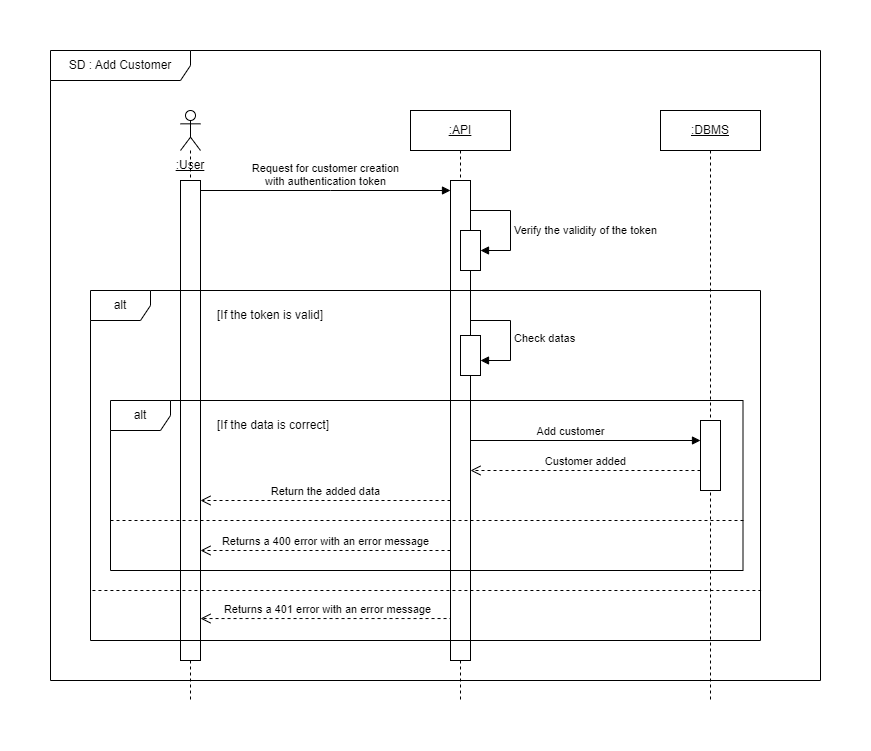 SD : Add Customer
:User
:API
:DBMS
Request for customer creation
with authentication token
Verify the validity of the token
alt
[If the token is valid]
Check datas
alt
[If the data is correct]
Add customer
Customer added
Return the added data
Returns a 400 error with an error message
Returns a 401 error with an error message